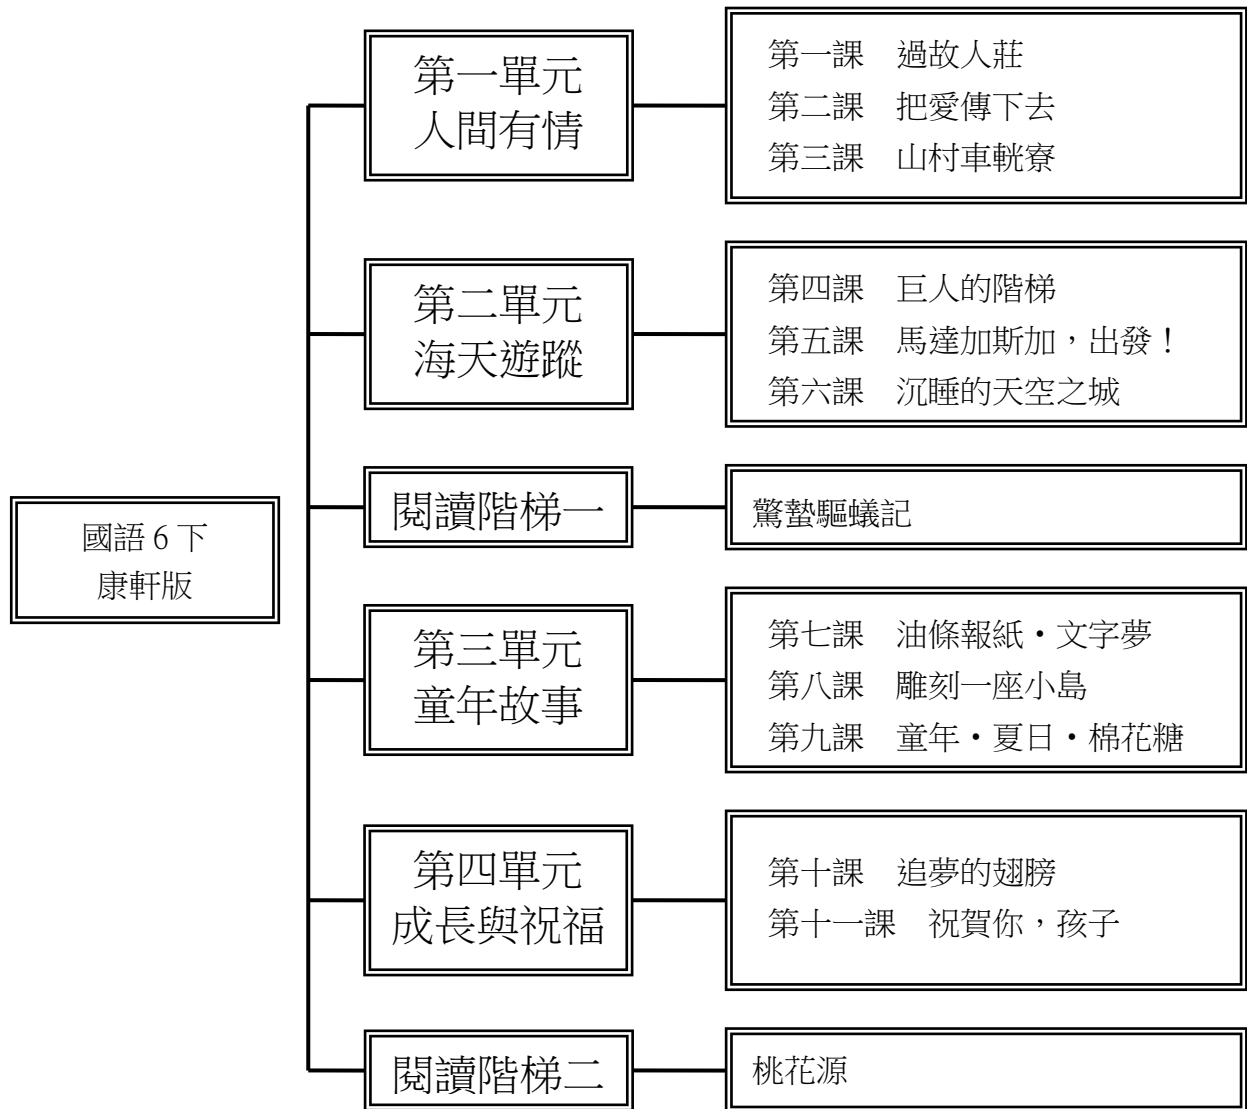 國語 6 下
康軒版
第一單元
人間有情
第一課　過故人莊
第二課　把愛傳下去
第三課　山村車輄寮
第二單元
海天遊蹤
第四課　巨人的階梯
第五課　馬達加斯加，出發！
第六課　沉睡的天空之城
閱讀階梯一
驚蟄驅蟻記
第三單元
童年故事
第七課　油條報紙‧文字夢
第八課　雕刻一座小島
第九課　童年‧夏日‧棉花糖
第四單元
成長與祝福
第十課　追夢的翅膀
第十一課　祝賀你，孩子
閱讀階梯二
桃花源